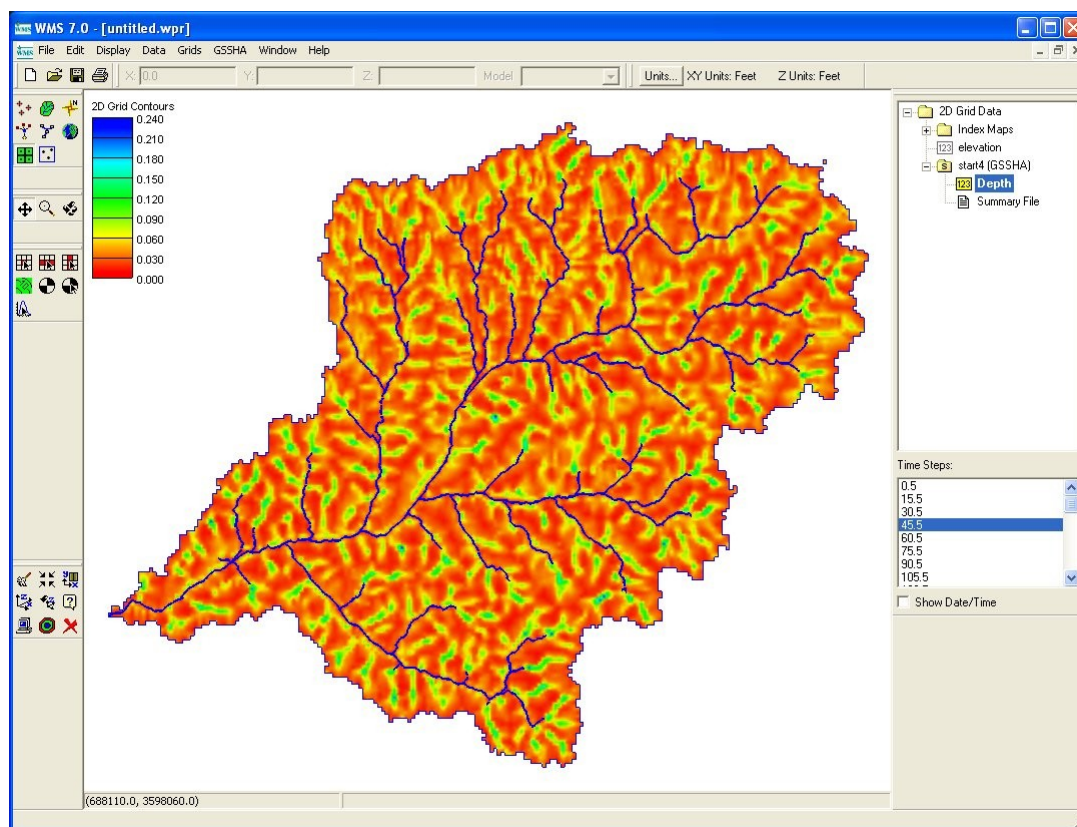 WMS 7.0 - [untitled.wpr]
File Edit Display Data Grids GSSHA Window Help
X: 0.0 Y: Z: Model Units... XY Units: Feet Z Units: Feet
2D Grid Contours
0.240
0.210
0.180
0.150
0.120
0.090
0.060
0.030
0.000
2D Grid Data
Index Maps
123 elevation
start4 (GSSHA)
123 Depth
Summary File
Time Steps:
0.5
15.5
30.5
45.5
60.5
75.5
90.5
105.5
Show Date/Time
(688110.0, 3598060.0)